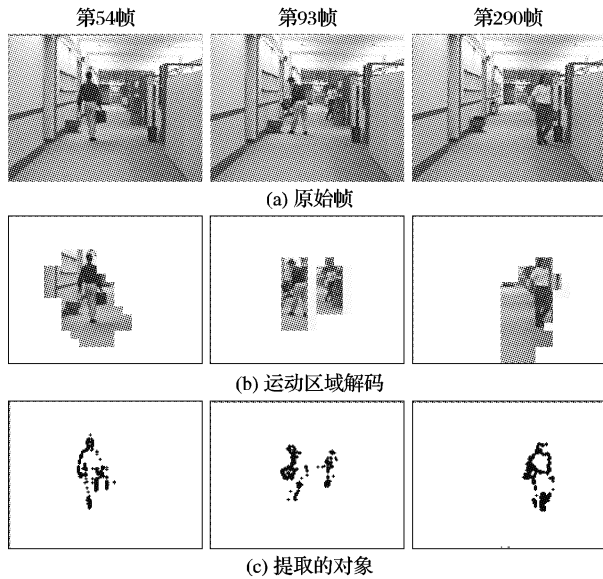 第54帧
第93帧
第290帧
(a) 原始帧
(b) 运动区域解码
(c) 提取的对象